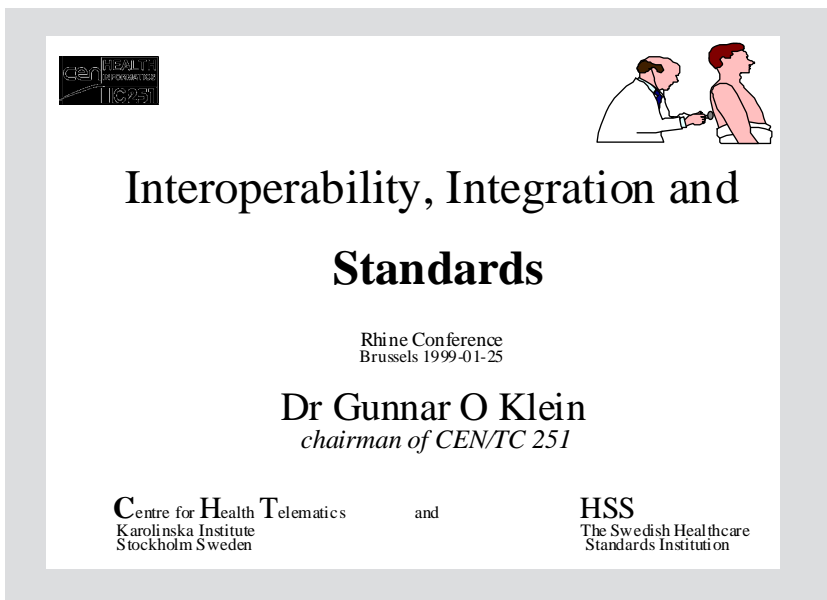 cen HEALTH
INFORMATICS
TC251
Interoperability, Integration and
Standards
Rhine Conference
Brussels 1999-01-25
Dr Gunnar O Klein
chairman of CEN/TC 251
Centre for Health Telematics and HSS
Karolinska Institute The Swedish Healthcare
Stockholm Sweden Standards Institution